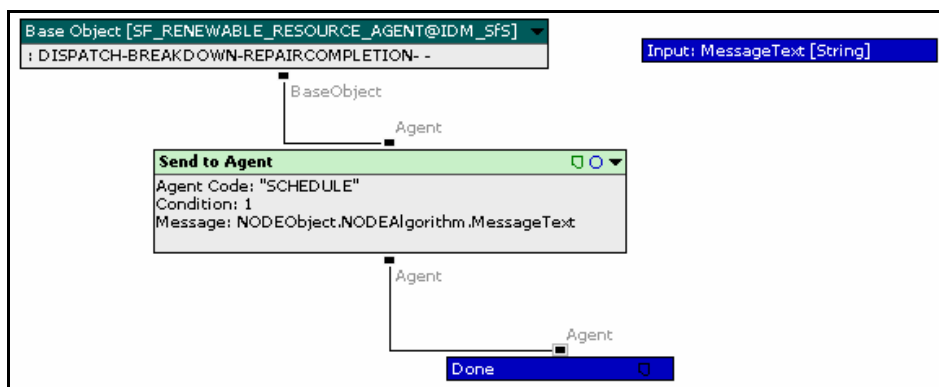 Base Object [SF_RENEWABLE_RESOURCE_AGENT@IDM_SfS]
: DISPATCH-BREAKDOWN-REPAIRCOMPLETION- -
Input: MessageText [String]
BaseObject
Agent
Send to Agent
Agent Code: "SCHEDULE"
Condition: 1
Message: NODEObject.NODEAlgorithm.MessageText
Agent
Agent
Done